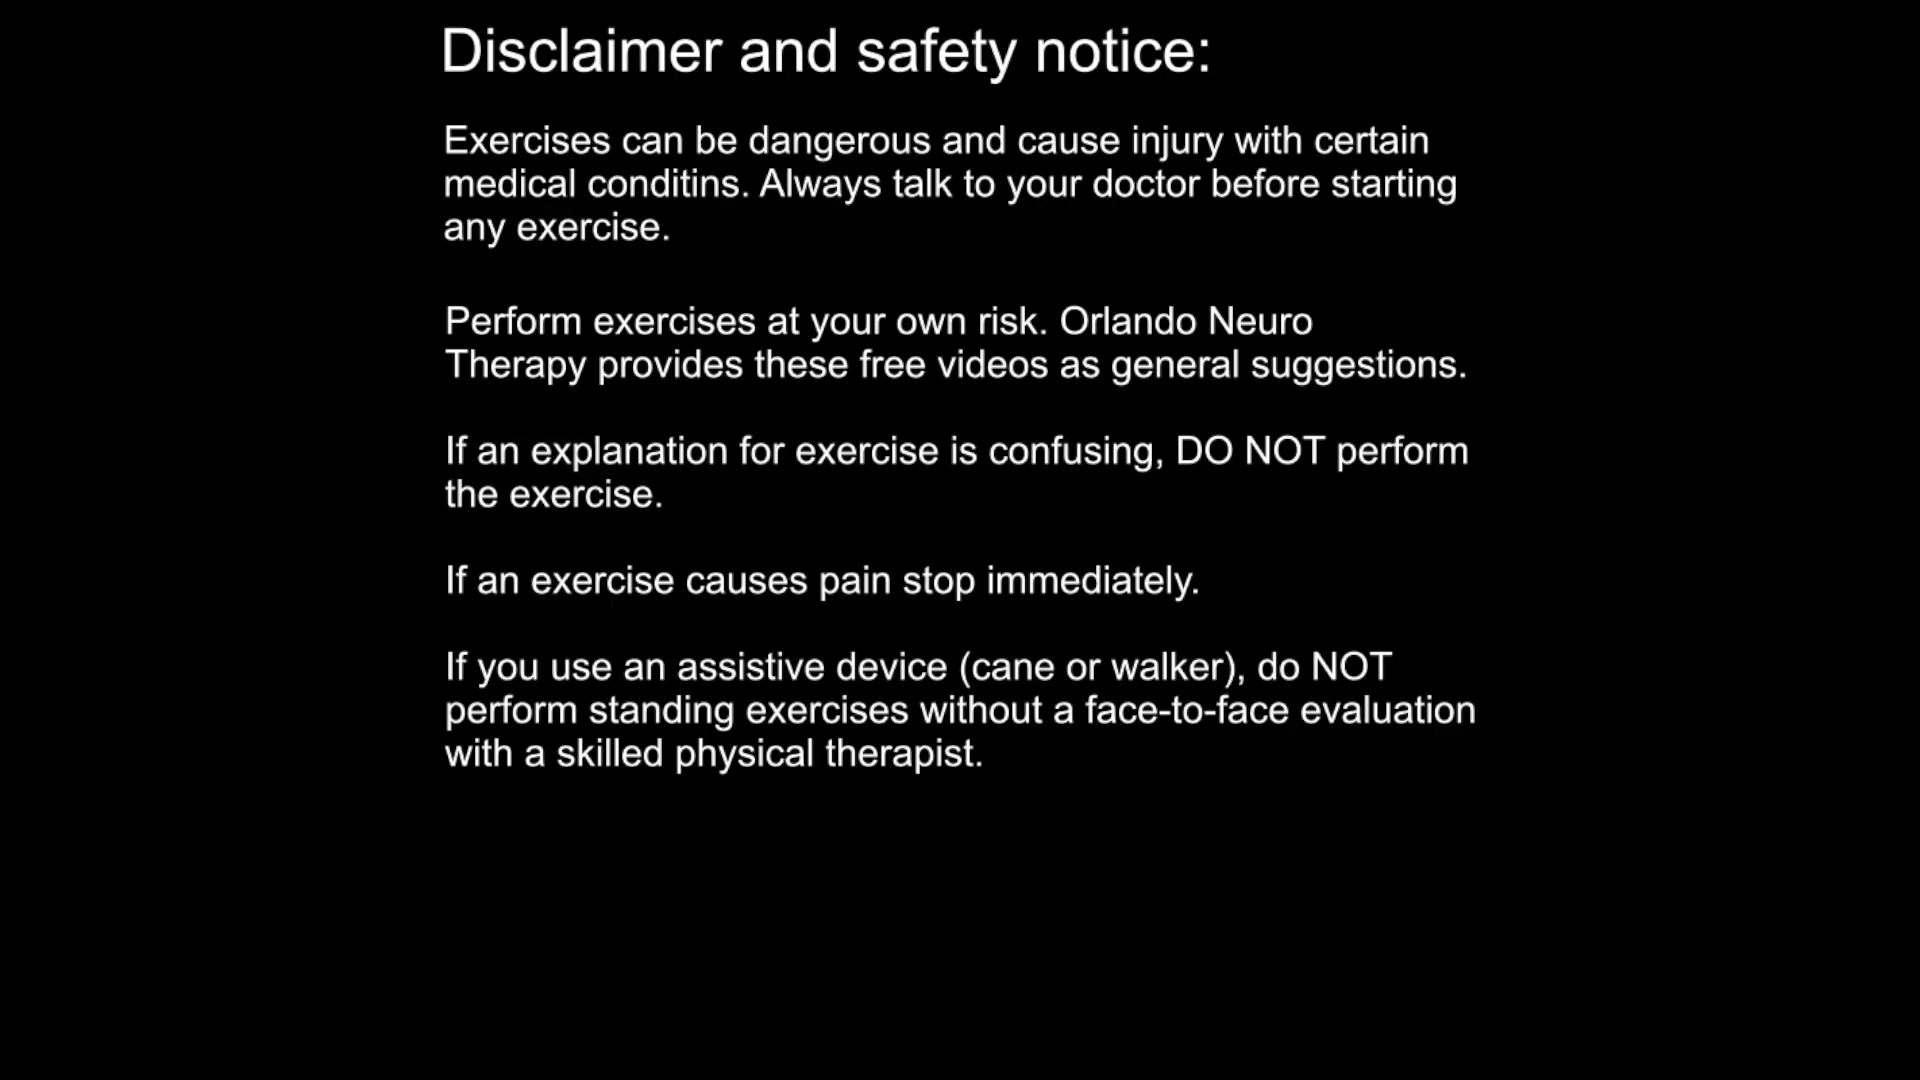 Disclaimer and safety notice:
Exercises can be dangerous and cause injury with certain
medical conditins. Always talk to your doctor before starting
any exercise.
Perform exercises at your own risk. Orlando Neuro
Therapy provides these free videos as general suggestions.
If an explanation for exercise is confusing, DO NOT perform
the exercise.
If an exercise causes pain stop immediately.
If you use an assistive device (cane or walker), do NOT
perform standing exercises without a face-to-face evaluation
with a skilled physical therapist.